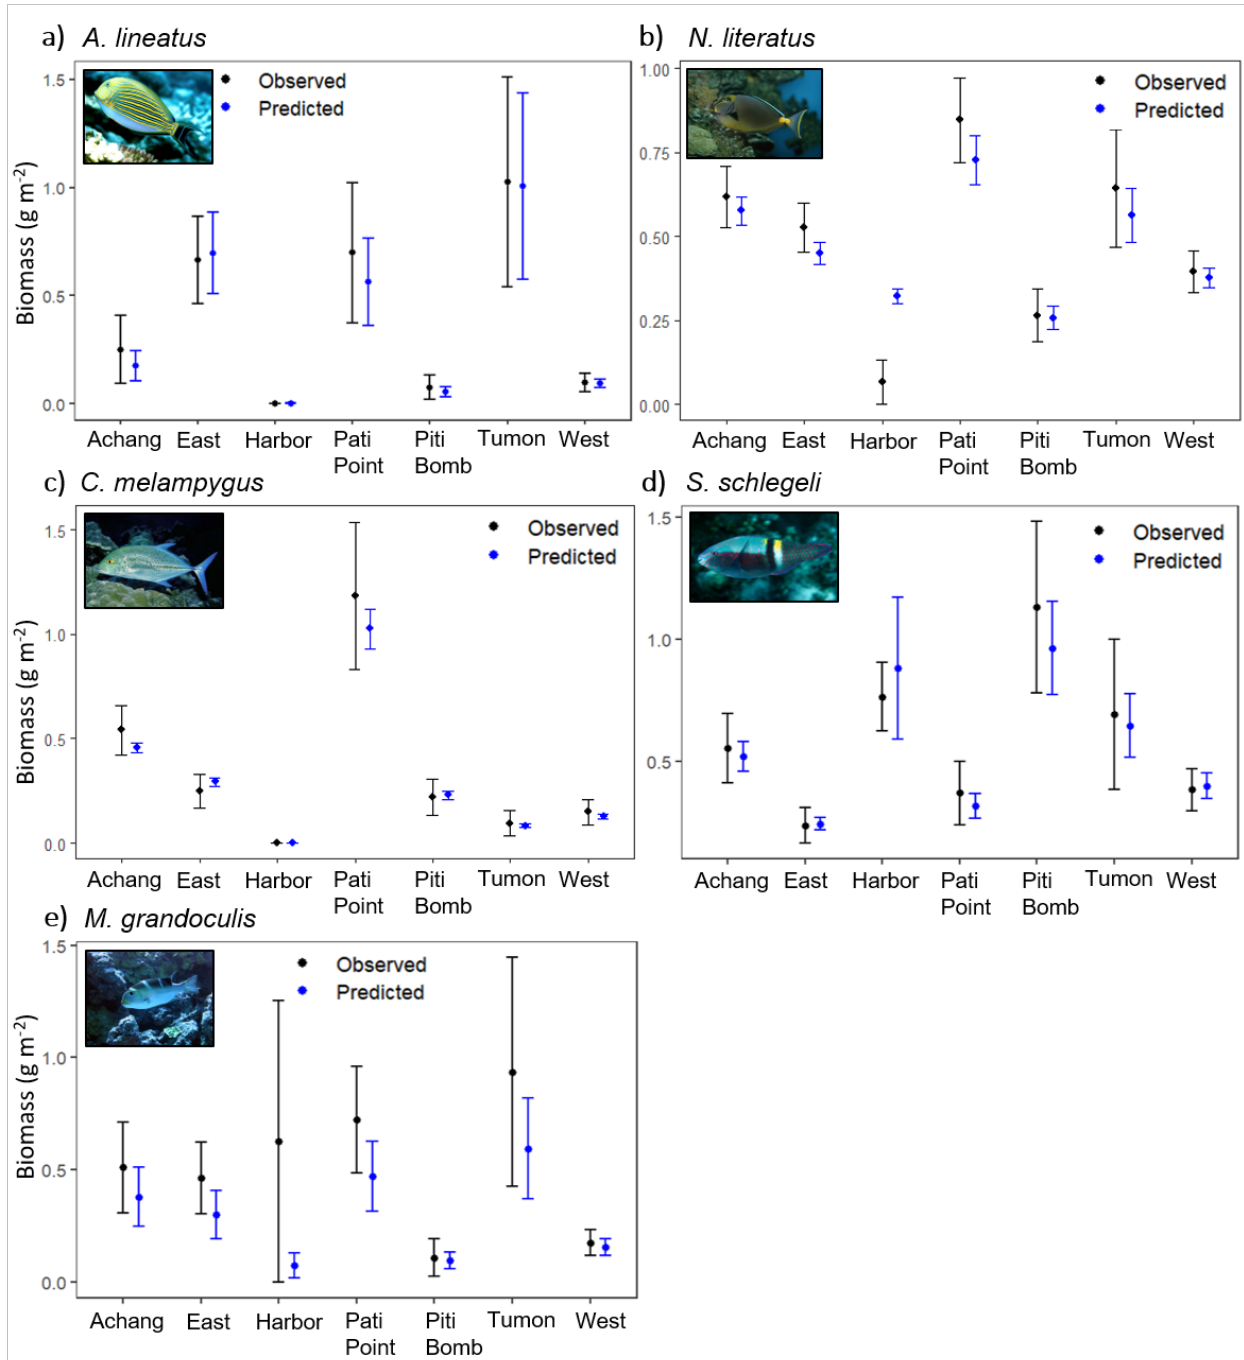 a) A. lineatus
Observed
Predicted
Biomass (g m-2)
1.5
1.0
0.5
0.0
Achang East Harbor Pati Point Piti Bomb Tumon West
b) N. literatus
Observed
Predicted
1.00
0.75
0.50
0.25
0.00
Achang East Harbor Pati Point Piti Bomb Tumon West
c) C. melampygus
Observed
Predicted
Biomass (g m-2)
1.5
1.0
0.5
0.0
Achang East Harbor Pati Point Piti Bomb Tumon West
d) S. schlegeli
Observed
Predicted
1.5
1.0
0.5
Achang East Harbor Pati Point Piti Bomb Tumon West
e) M. grandoculis
Observed
Predicted
Biomass (g m-2)
1.5
1.0
0.5
0.0
Achang East Harbor Pati Point Piti Bomb Tumon West